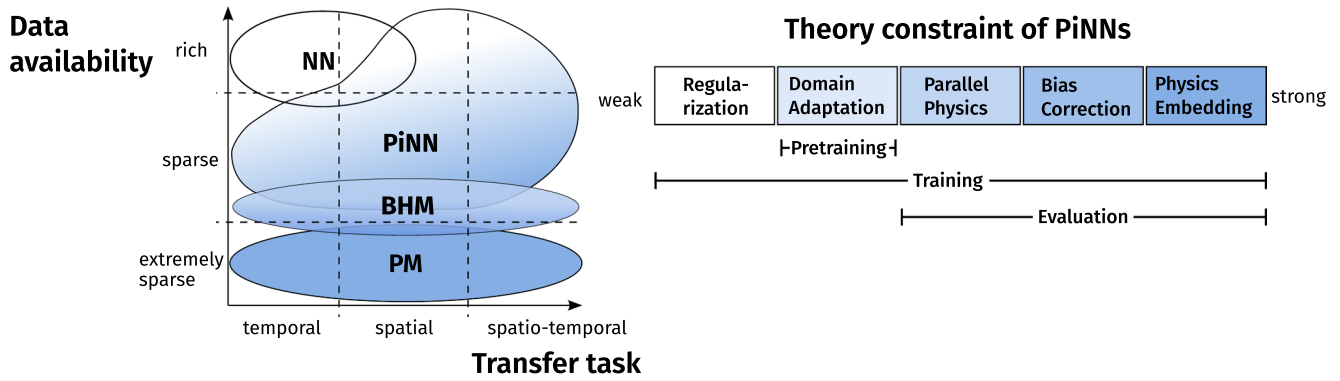 Data
availability
rich
sparse
extremely
sparse
NN
PiNN
BHM
PM
temporal
spatial
spatio-temporal
Transfer task
Theory constraint of PiNNs
weak
Regula-
rization
Domain
Adaptation
Parallel
Physics
Bias
Correction
Physics
Embedding
strong
Pretraining
Training
Evaluation